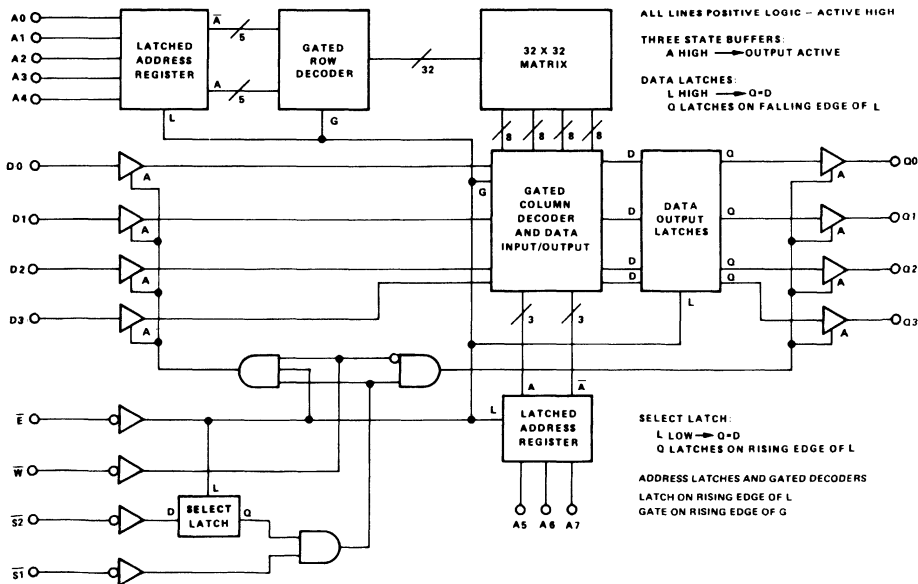 A0
A1
A2
A3
A4
LATCHED
ADDRESS
REGISTER
L
A̅
5
A
5
GATED
ROW
DECODER
G
32
32 X 32
MATRIX
8
8
8
8
ALL LINES POSITIVE LOGIC – ACTIVE HIGH
THREE STATE BUFFERS:
A HIGH → OUTPUT ACTIVE
DATA LATCHES:
L HIGH → Q=D
Q LATCHES ON FALLING EDGE OF L
D0
D1
D2
D3
A
A
A
A
G
GATED
COLUMN
DECODER
AND DATA
INPUT/OUTPUT
3
3
D
D
D
D
DATA
OUTPUT
LATCHES
L
Q
Q
Q
Q
A
A
A
A
Q0
Q1
Q2
Q3
E̅
W̅
S2̅
S1̅
L
D
SELECT
LATCH
Q
A
A̅
L
LATCHED
ADDRESS
REGISTER
A5
A6
A7
SELECT LATCH:
L LOW → Q=D
Q LATCHES ON RISING EDGE OF L
ADDRESS LATCHES AND GATED DECODERS
LATCH ON RISING EDGE OF L
GATE ON RISING EDGE OF G